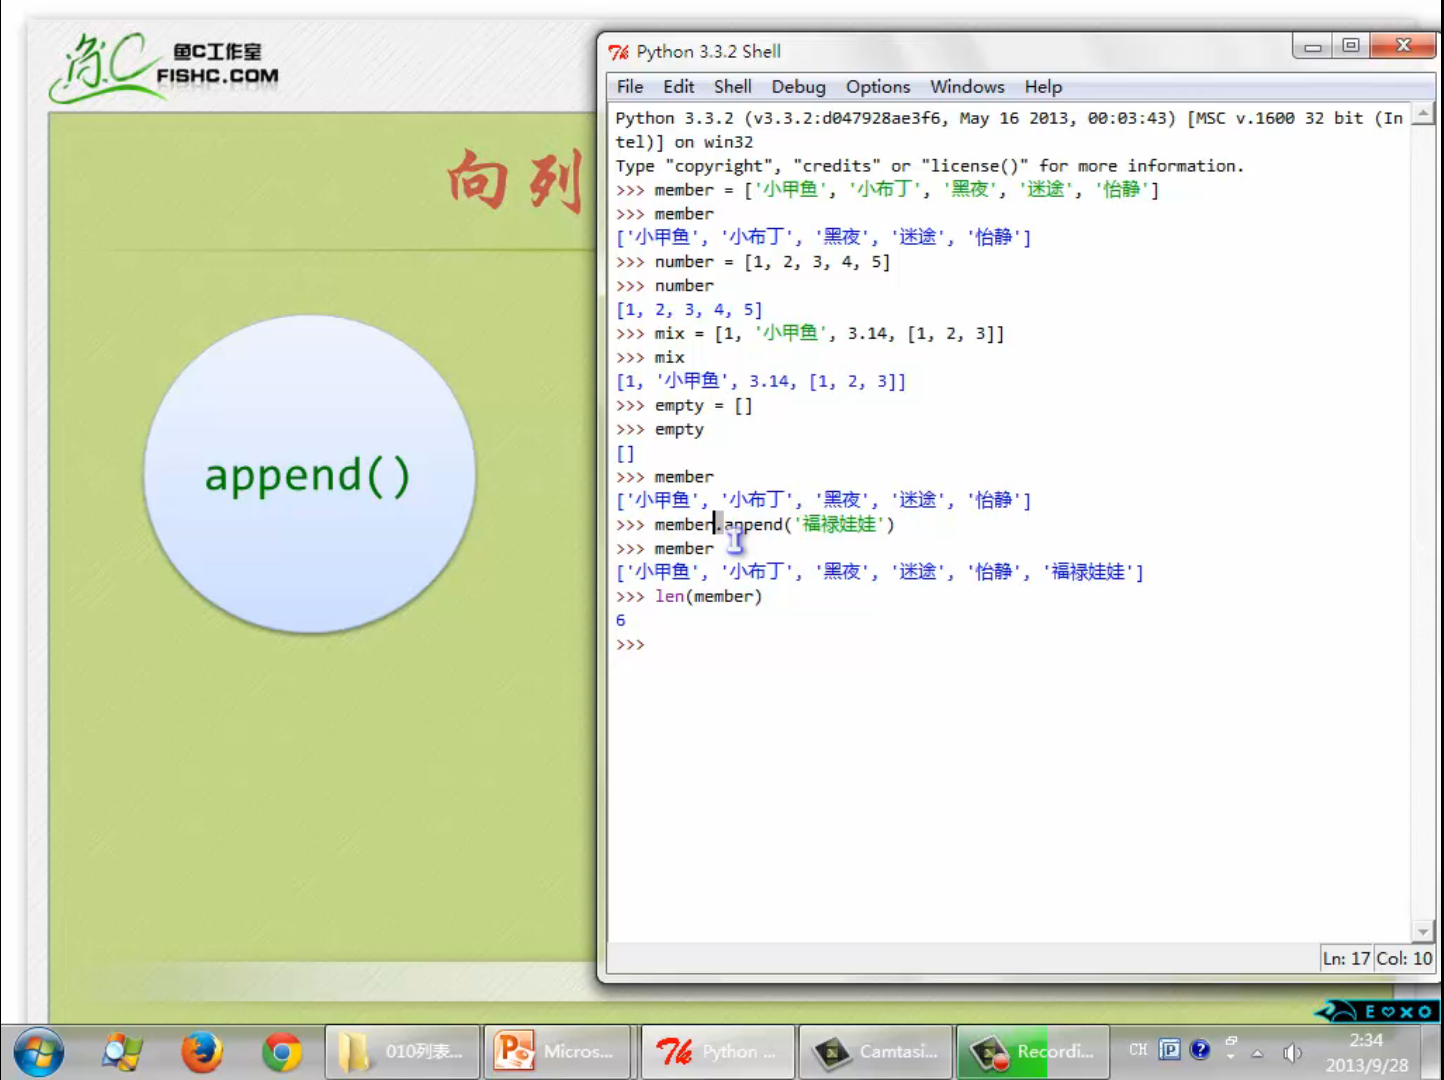 鱼C工作室
FISHC.COM
向列
append()
Python 3.3.2 Shell
File Edit Shell Debug Options Windows Help
Python 3.3.2 (v3.3.2:d047928ae3f6, May 16 2013, 00:03:43) [MSC v.1600 32 bit (In
tel)] on win32
Type "copyright", "credits" or "license()" for more information.
>>> member = ['小甲鱼', '小布丁', '黑夜', '迷途', '怡静']
>>> member
['小甲鱼', '小布丁', '黑夜', '迷途', '怡静']
>>> number = [1, 2, 3, 4, 5]
>>> number
[1, 2, 3, 4, 5]
>>> mix = [1, '小甲鱼', 3.14, [1, 2, 3]]
>>> mix
[1, '小甲鱼', 3.14, [1, 2, 3]]
>>> empty = []
>>> empty
[]
>>> member
['小甲鱼', '小布丁', '黑夜', '迷途', '怡静']
>>> member.append('福禄娃娃')
>>> member
['小甲鱼', '小布丁', '黑夜', '迷途', '怡静', '福禄娃娃']
>>> len(member)
6
>>>
Ln: 17 Col: 10
010列表... Micros... Python ... Camtasi... Recordi... CH
2:34
2013/9/28